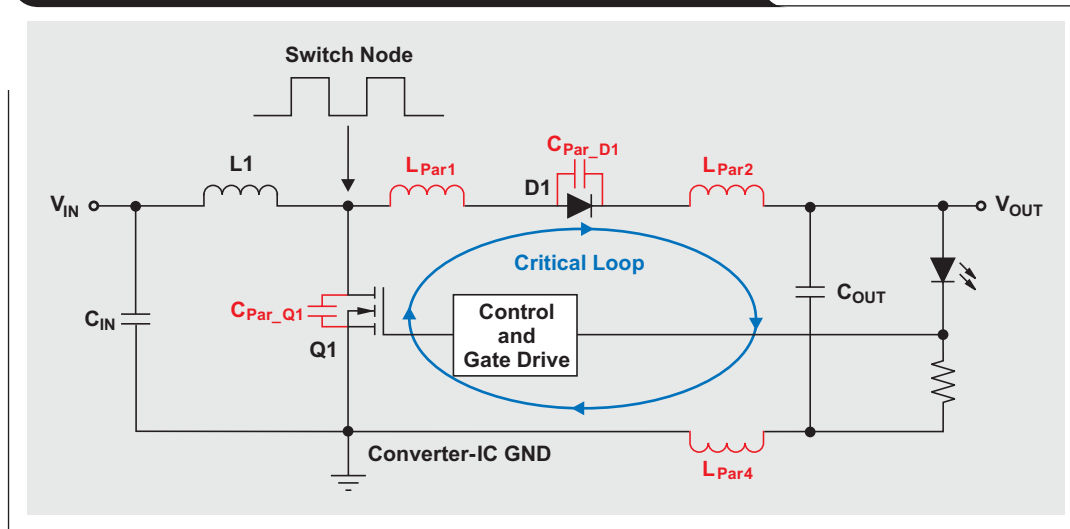 Switch Node
C_Par_D1
L1
L_Par1
D1
L_Par2
V_IN
V_OUT
Critical Loop
C_IN
C_Par_Q1
Q1
Control
and
Gate Drive
C_OUT
Converter-IC GND
L_Par4